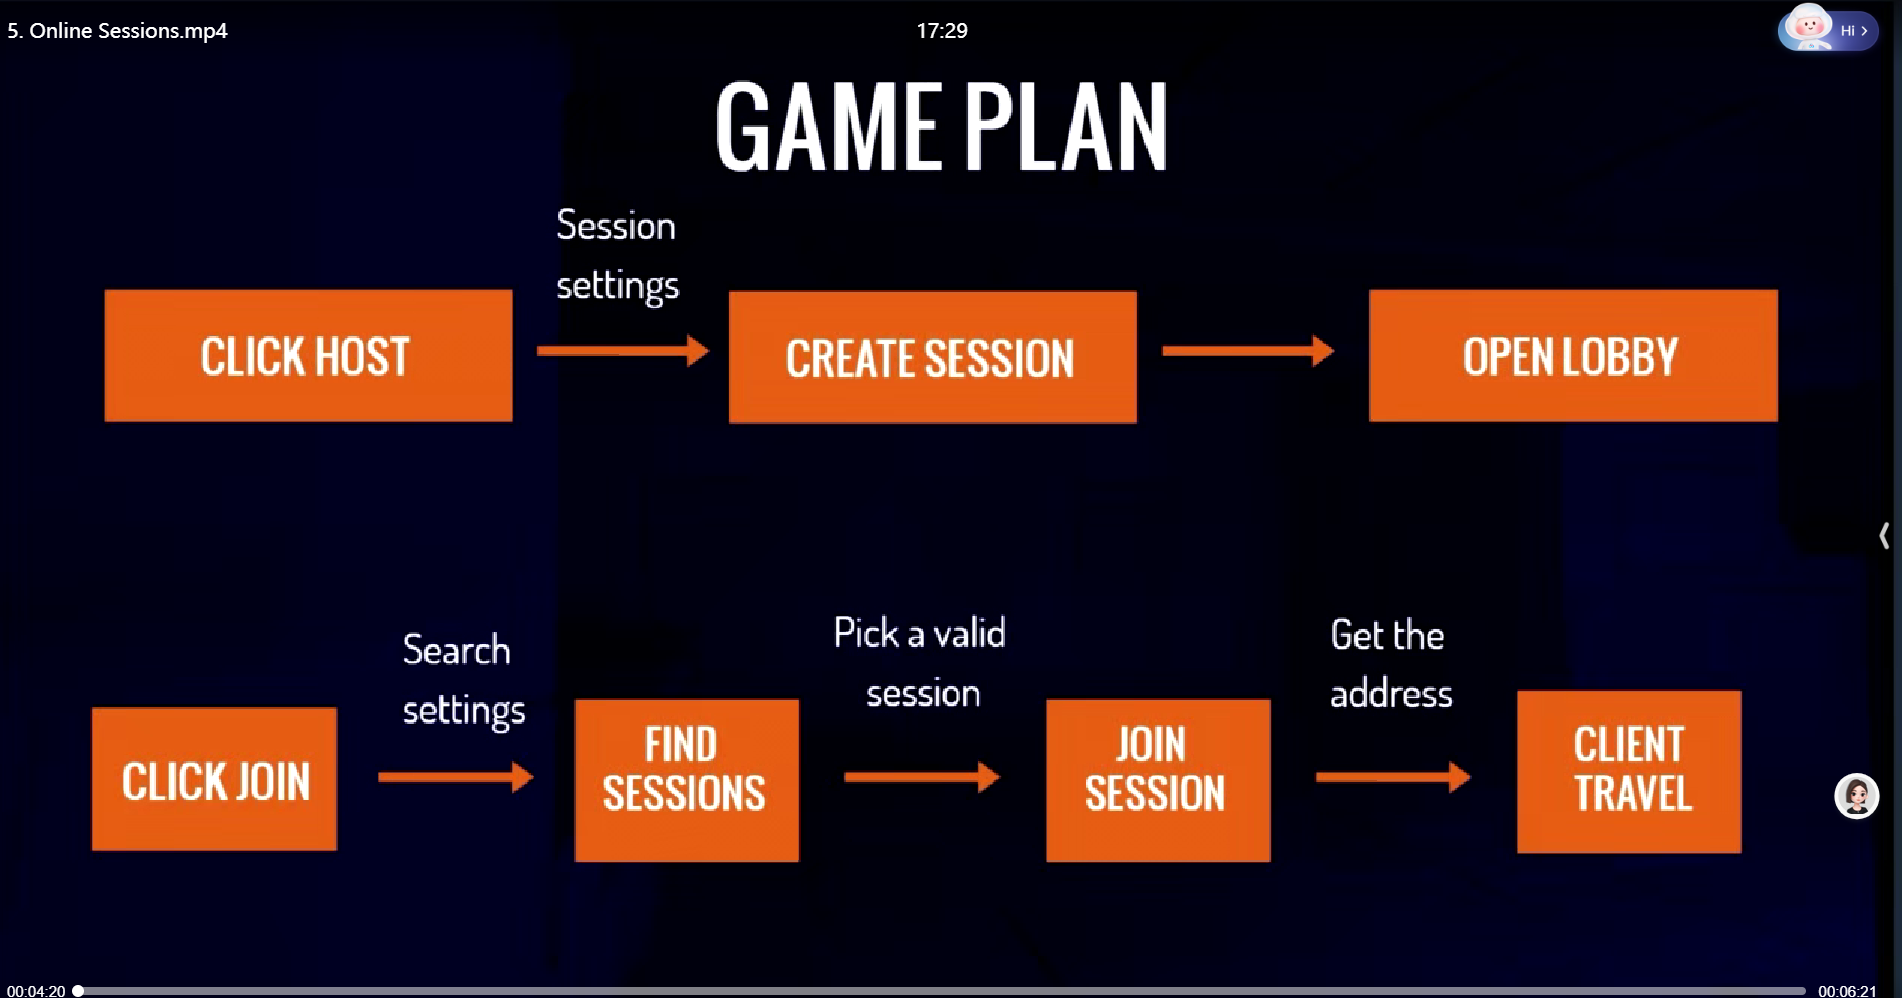 5. Online Sessions.mp4
17:29
Hi >
GAME PLAN
Session
settings
CLICK HOST
CREATE SESSION
OPEN LOBBY
Search
settings
Pick a valid
session
Get the
address
CLICK JOIN
FIND
SESSIONS
JOIN
SESSION
CLIENT
TRAVEL
00:04:20
00:06:21